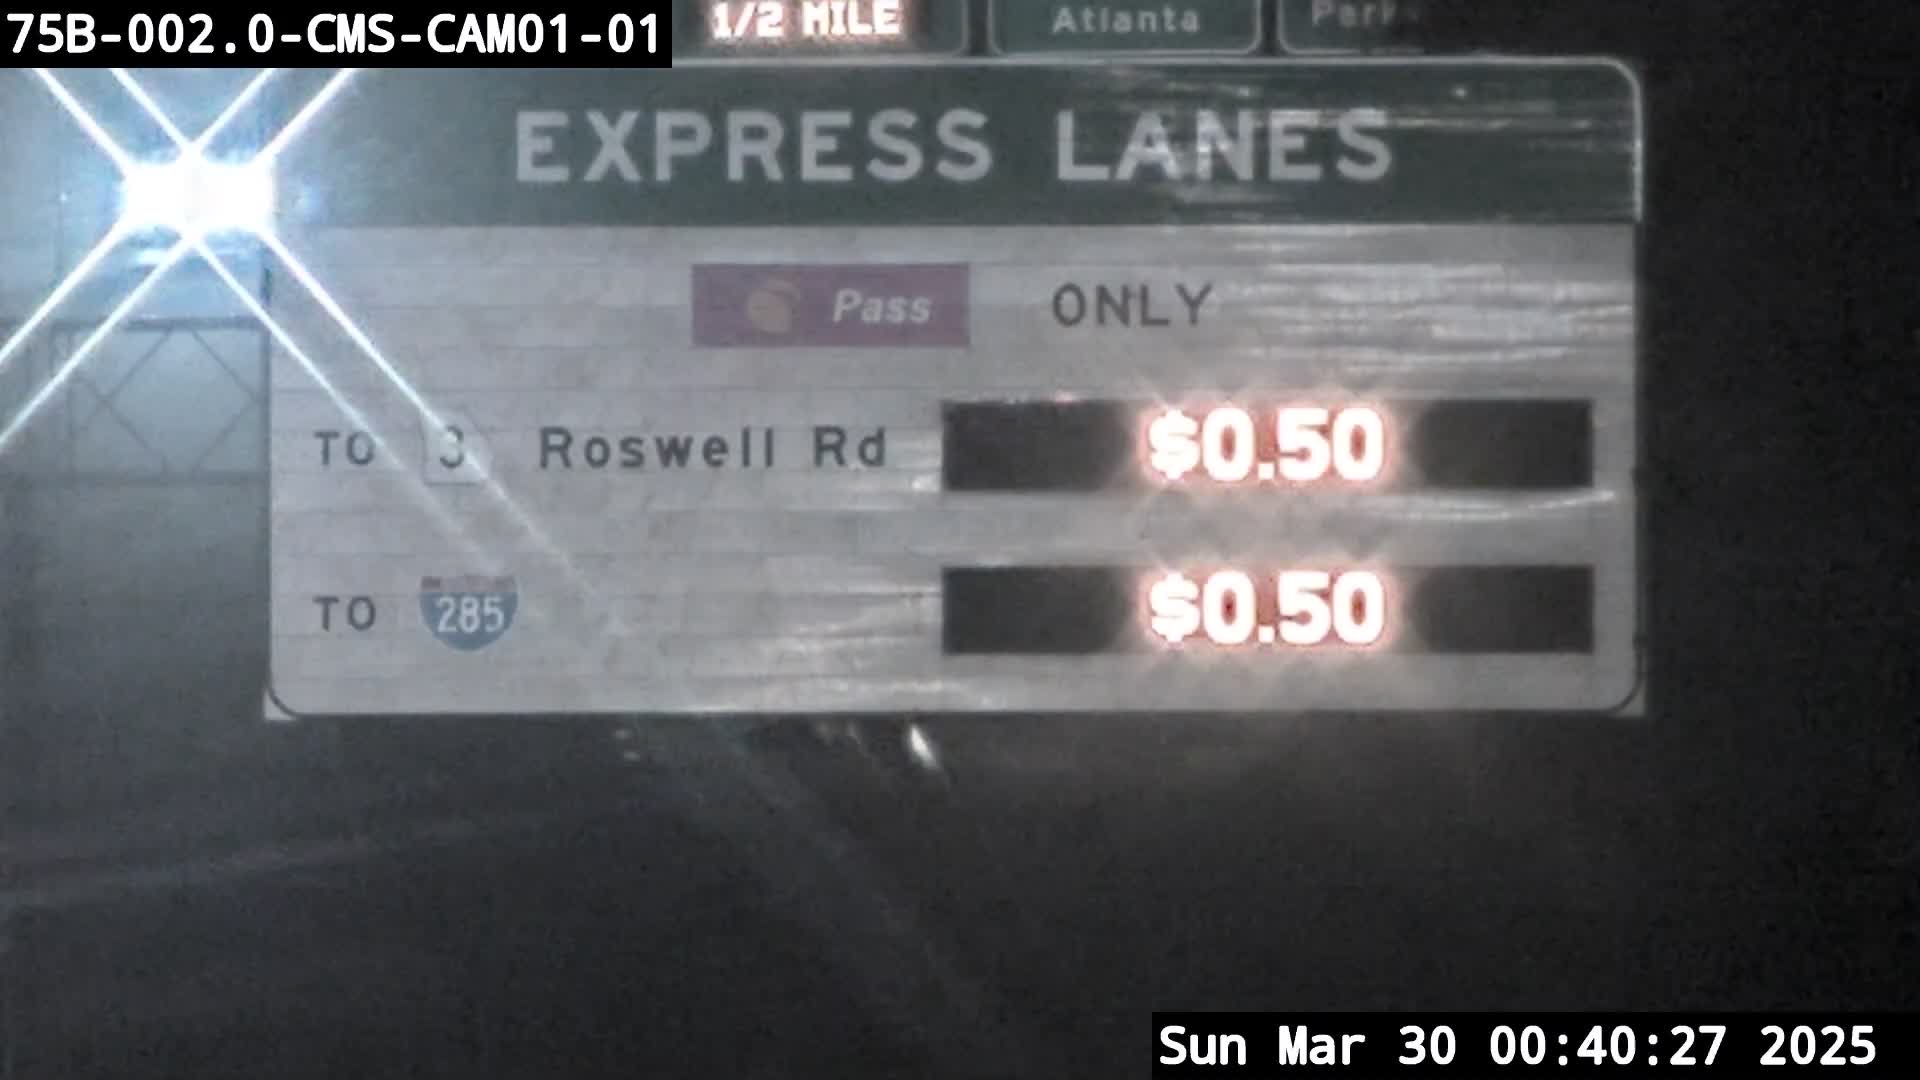 75B-002.0-CMS-CAM01-01
1/2 MILE
Atlanta
EXPRESS LANES
Pass ONLY
TO 3 Roswell Rd $0.50
TO 285 $0.50
Sun Mar 30 00:40:27 2025